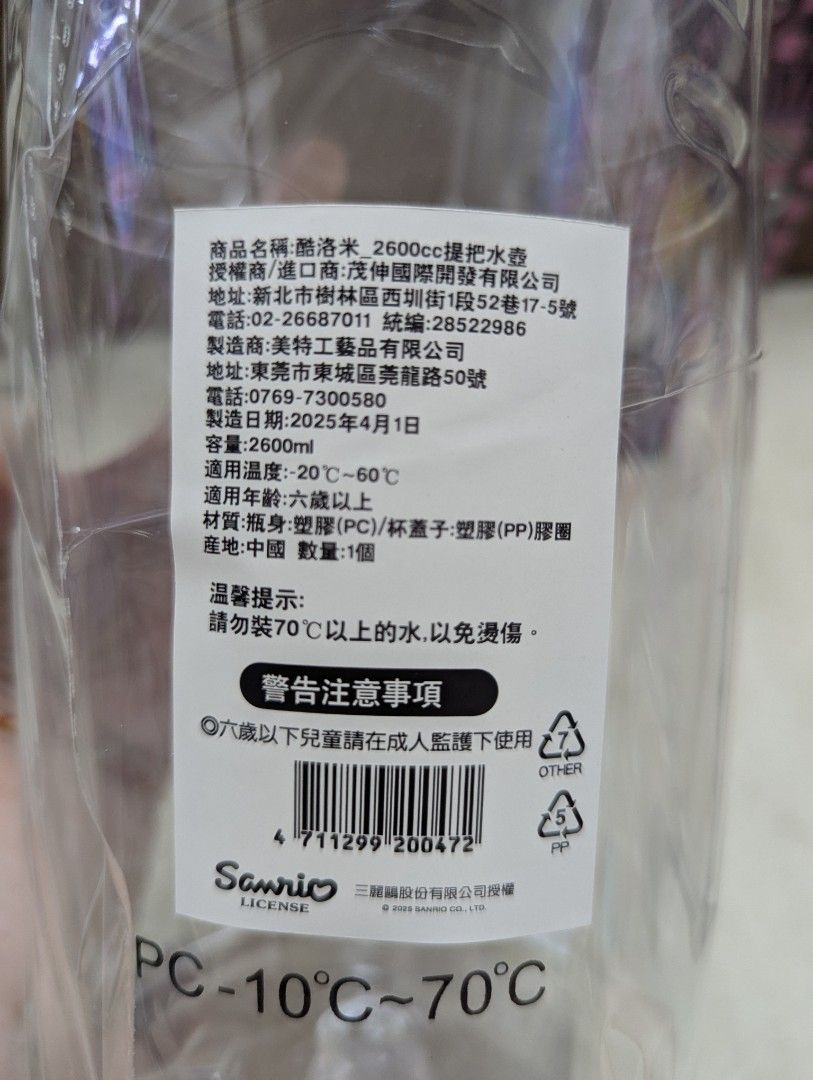 商品名稱:酷洛米_2600cc提把水壺
授權商/進口商:茂伸國際開發有限公司
地址:新北市樹林區西圳街1段52巷17-5號
電話:02-26687011 統編:28522986
製造商:美特工藝品有限公司
地址:東莞市東城區莞龍路50號
電話:0769-7300580
製造日期:2025年4月1日
容量:2600ml
適用温度:-20℃~60℃
適用年齡:六歲以上
材質:瓶身:塑膠(PC)/杯蓋子:塑膠(PP)膠圈
産地:中國 數量:1個
温馨提示:
請勿裝70℃以上的水,以免燙傷。
警告注意事項
◎六歲以下兒童請在成人監護下使用
7
OTHER
5
PP
4 711299 200472
Sanrio
LICENSE
三麗鷗股份有限公司授權
© 2025 SANRIO CO., LTD.
PC-10℃~70℃